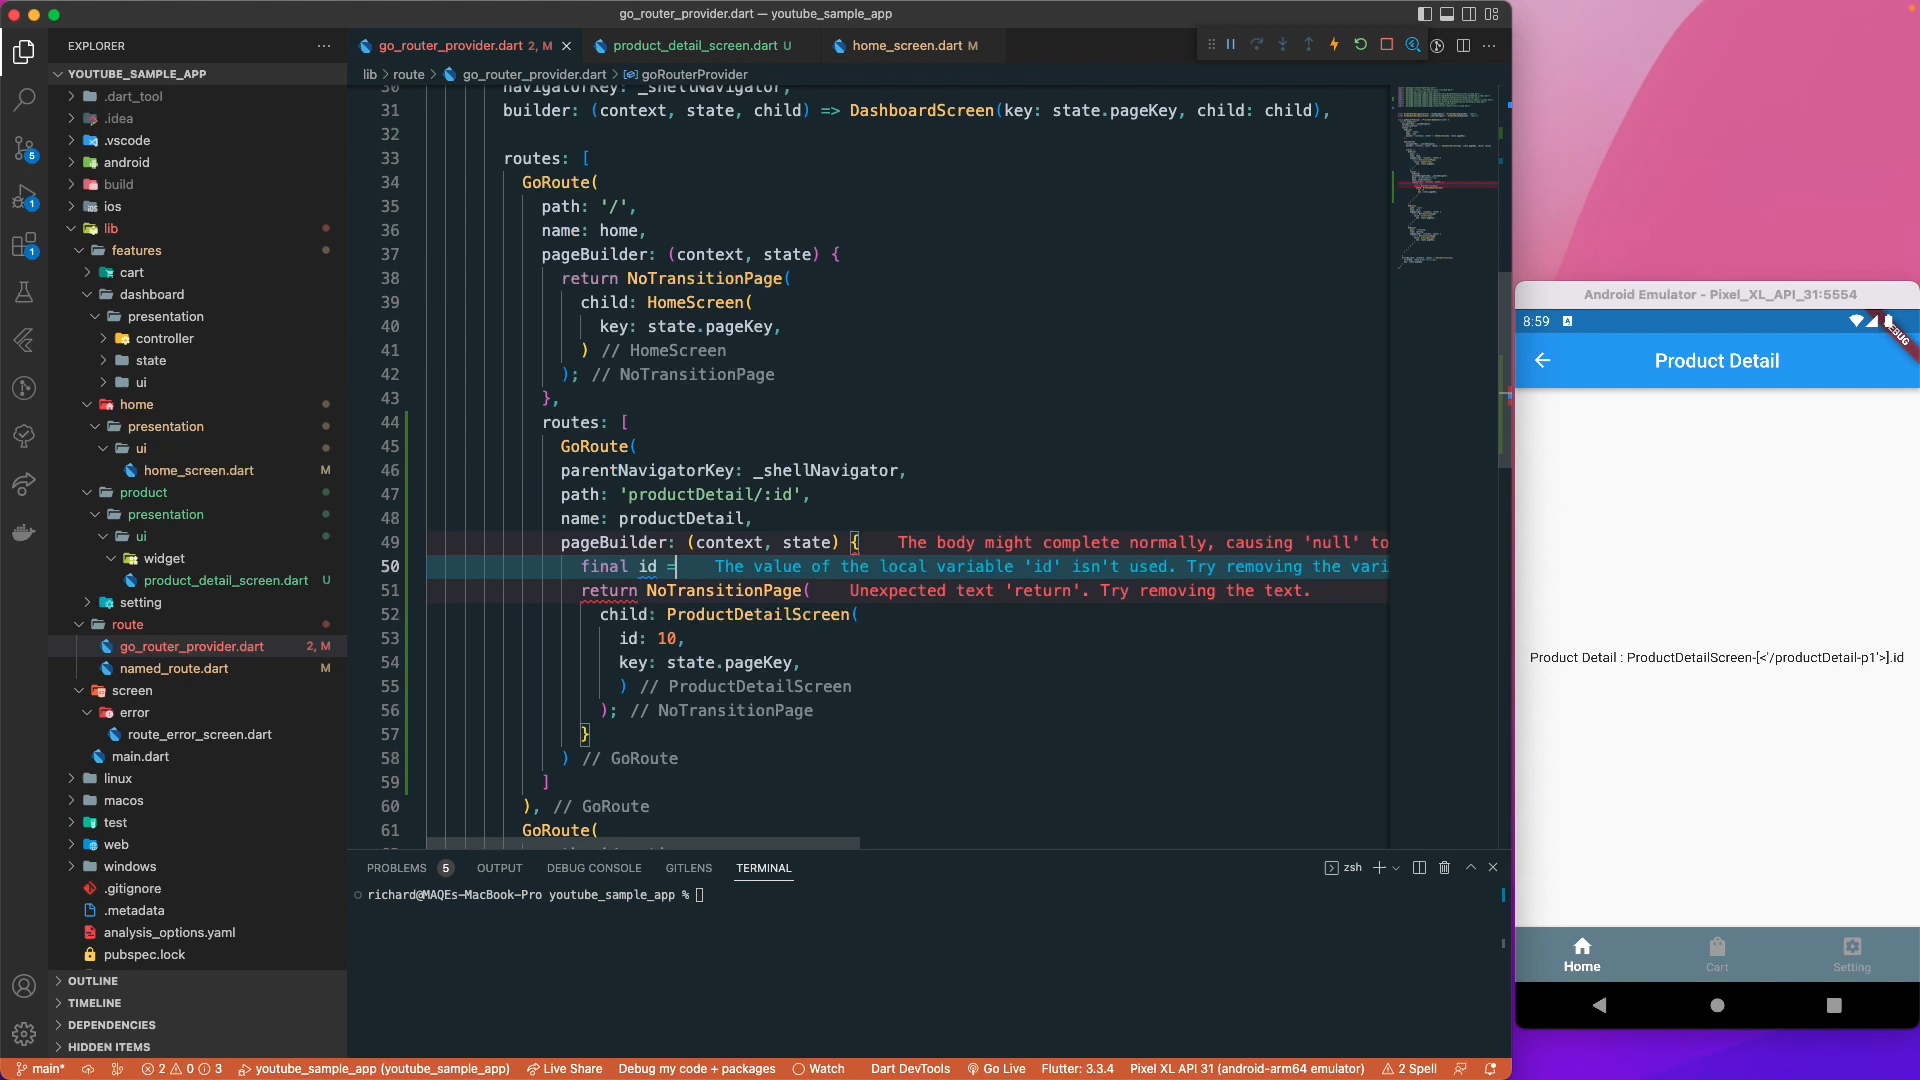 go_router_provider.dart — youtube_sample_app
EXPLORER
YOUTUBE_SAMPLE_APP
.dart_tool
.idea
.vscode
android
build
ios
lib
features
cart
dashboard
presentation
controller
state
ui
home
presentation
ui
home_screen.dart M
product
presentation
ui
widget
product_detail_screen.dart U
setting
route
go_router_provider.dart 2, M
named_route.dart M
screen
error
route_error_screen.dart
main.dart
linux
macos
test
web
windows
.gitignore
.metadata
analysis_options.yaml
pubspec.lock
OUTLINE
TIMELINE
DEPENDENCIES
HIDDEN ITEMS
5
1
1
go_router_provider.dart 2, M
product_detail_screen.dart U
home_screen.dart M
lib > route > go_router_provider.dart > goRouterProvider
30 navigatorKey: _shellNavigator,
31 builder: (context, state, child) => DashboardScreen(key: state.pageKey, child: child),
32
33 routes: [
34 GoRoute(
35 path: '/',
36 name: home,
37 pageBuilder: (context, state) {
38 return NoTransitionPage(
39 child: HomeScreen(
40 key: state.pageKey,
41 ) // HomeScreen
42 ); // NoTransitionPage
43 },
44 routes: [
45 GoRoute(
46 parentNavigatorKey: _shellNavigator,
47 path: 'productDetail/:id',
48 name: productDetail,
49 pageBuilder: (context, state) { The body might complete normally, causing 'null' to
50 final id = The value of the local variable 'id' isn't used. Try removing the vari
51 return NoTransitionPage( Unexpected text 'return'. Try removing the text.
52 child: ProductDetailScreen(
53 id: 10,
54 key: state.pageKey,
55 ) // ProductDetailScreen
56 ); // NoTransitionPage
57 }
58 ) // GoRoute
59 ]
60 ), // GoRoute
61 GoRoute(
PROBLEMS 5 OUTPUT DEBUG CONSOLE GITLENS TERMINAL
zsh
richard@MAQEs-MacBook-Pro youtube_sample_app %
main* 2 0 3 youtube_sample_app (youtube_sample_app) Live Share Debug my code + packages Watch Dart DevTools Go Live Flutter: 3.3.4 Pixel XL API 31 (android-arm64 emulator) 2 Spell
Android Emulator - Pixel_XL_API_31:5554
8:59 A
DEBUG
Product Detail
Product Detail : ProductDetailScreen-[<'/productDetail-p1'>].id
Home Cart Setting